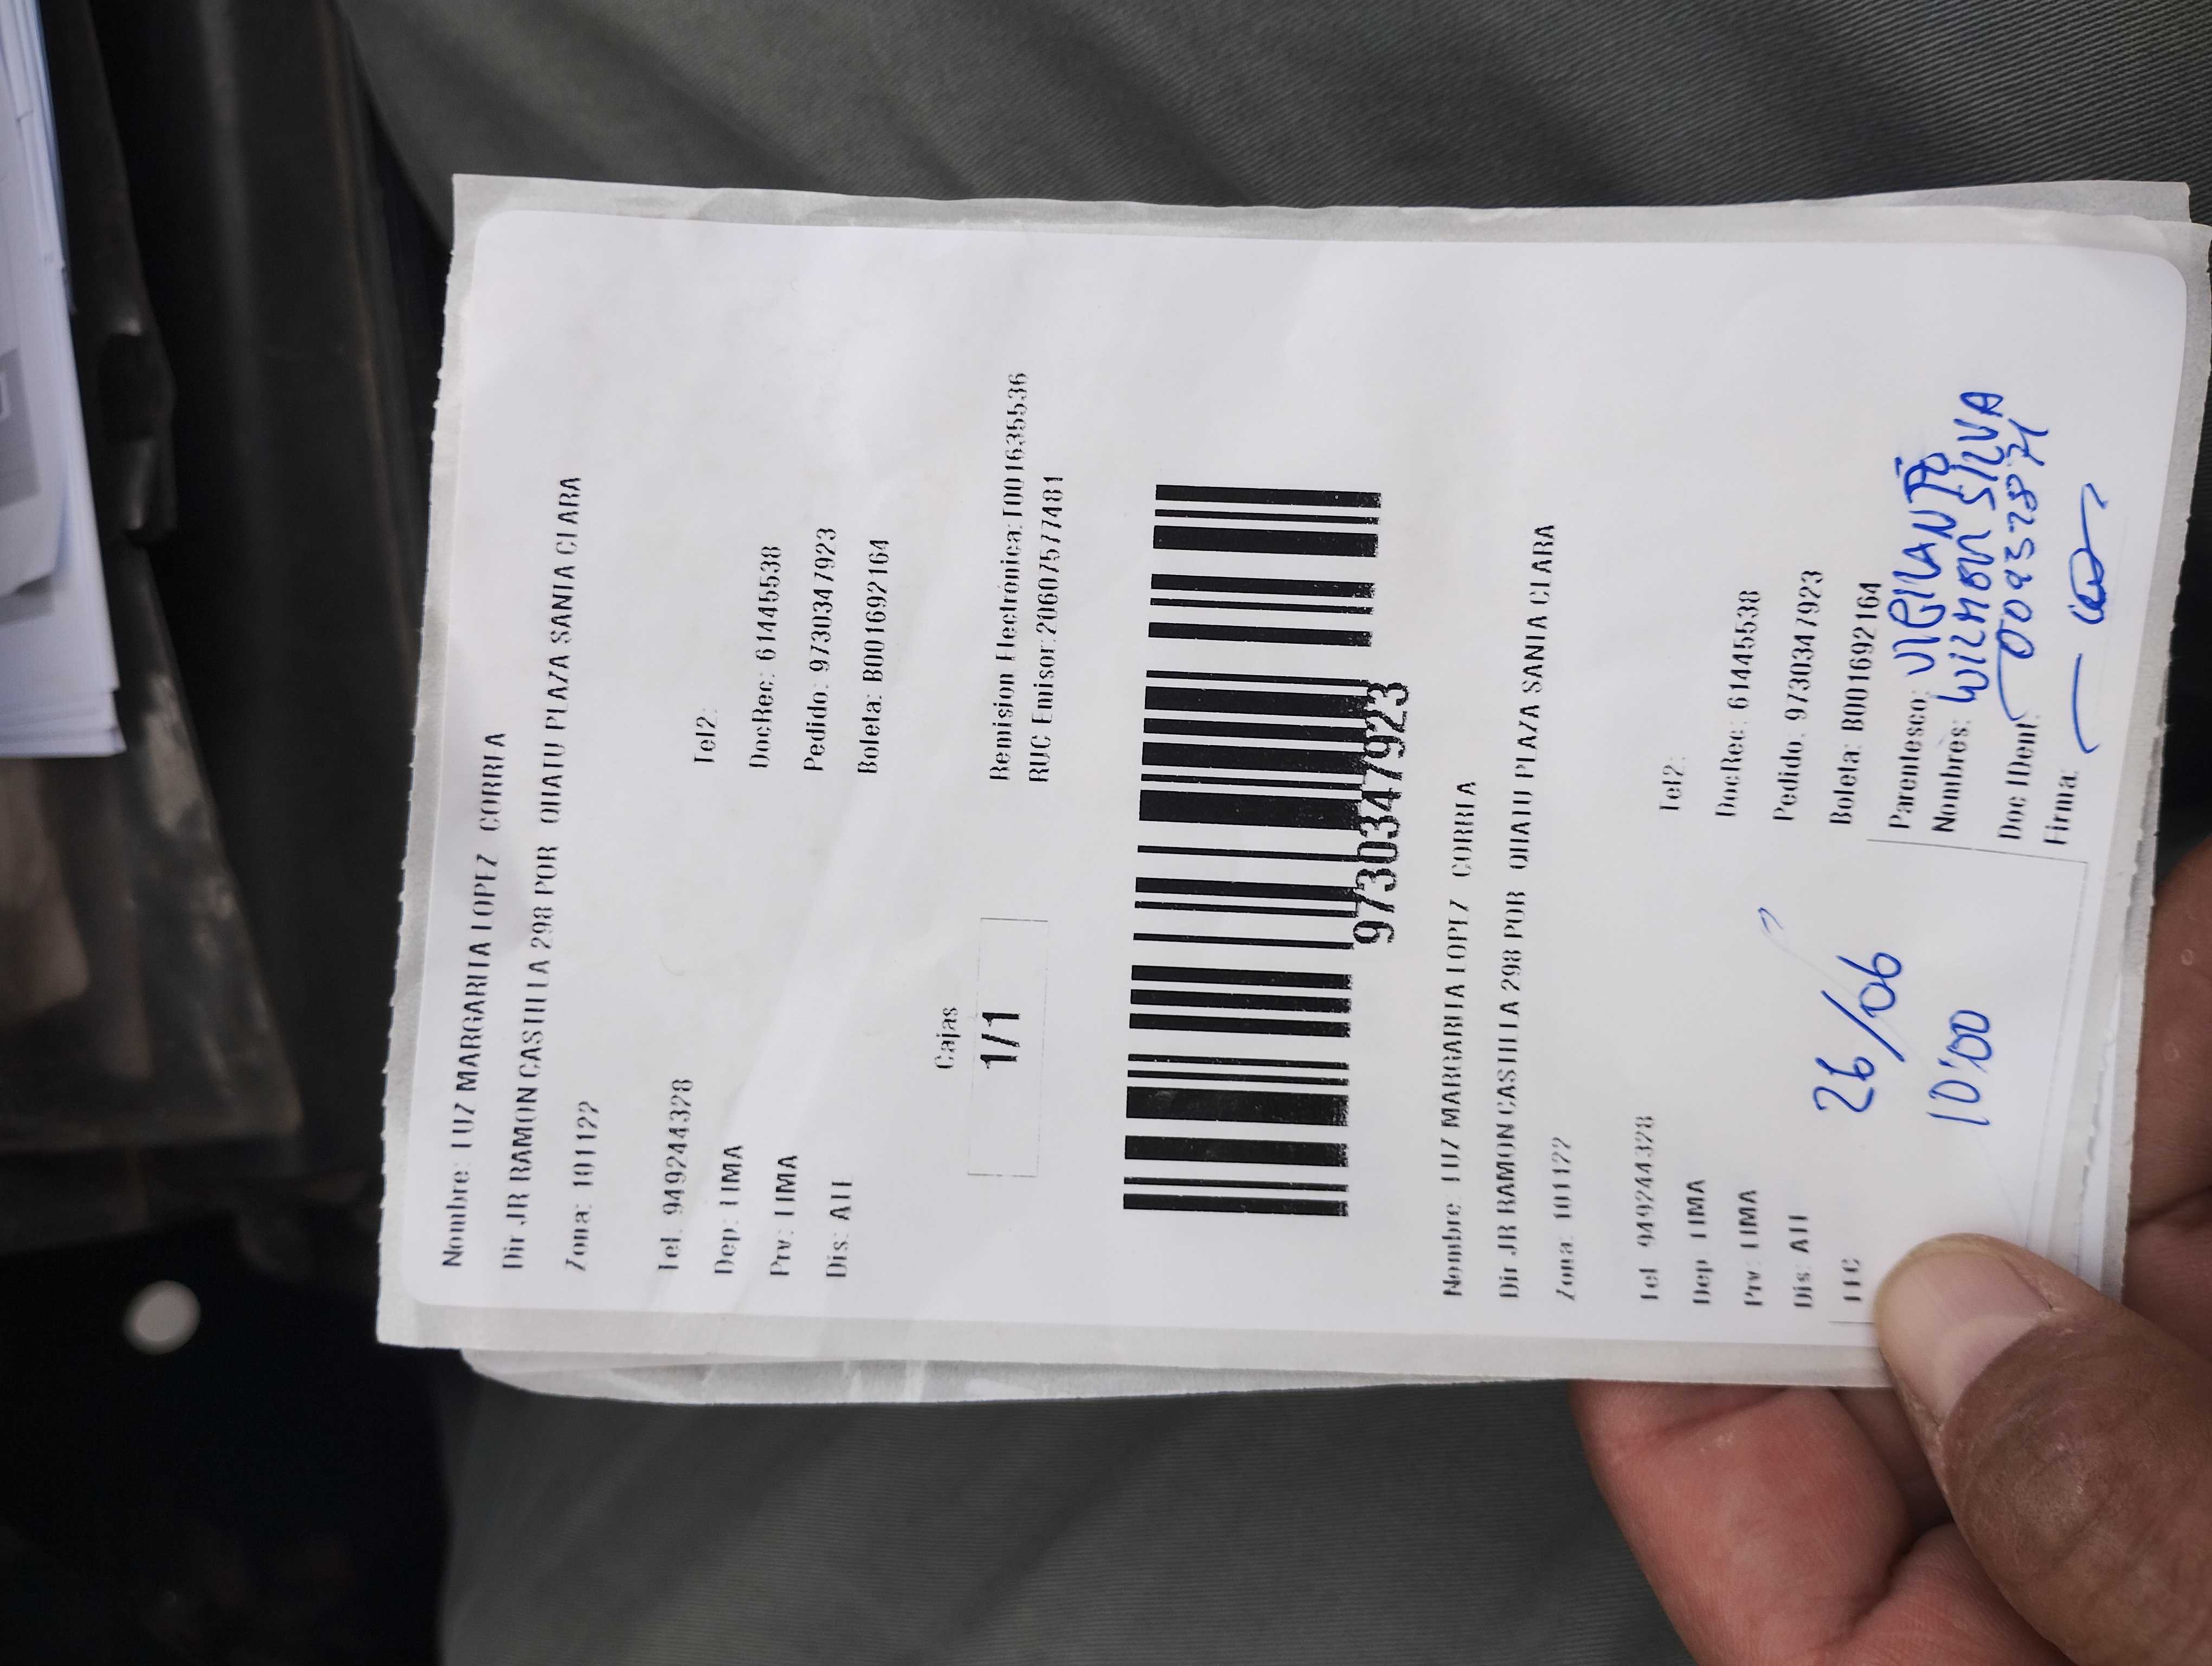 Nombre: LUZ MARGARITA LOPEZ CORREA
Dir JR RAMON CASTILLA 298 POR QHATU PLAZA SANTA CLARA
Zona: 101122
Tel. 949244328 Tel2:
Dep: LIMA DocRec: 61445538
Prv: LIMA Pedido: 9730347923
Dis: ATE Boleta: B001692164
Cajas
1/1
Remision Electrónica: T001635536
RUC Emisor: 20607577481
9730347923
Nombre LUZ MARGARITA LOPEZ CORREA
Dir JR RAMON CASTILLA 298 POR QHATU PLAZA SANTA CLARA
Zona: 101122
Tel 949244328 Tel2:
Dep LIMA DocRec: 61445538
Prv: LIMA Pedido: 9730347923
Dis: ATE Boleta: B001692164
Parentesco: VIGILANTE
Nombres: WILMON SILVA
Doc IDent:
Firma:
26/06
10:00